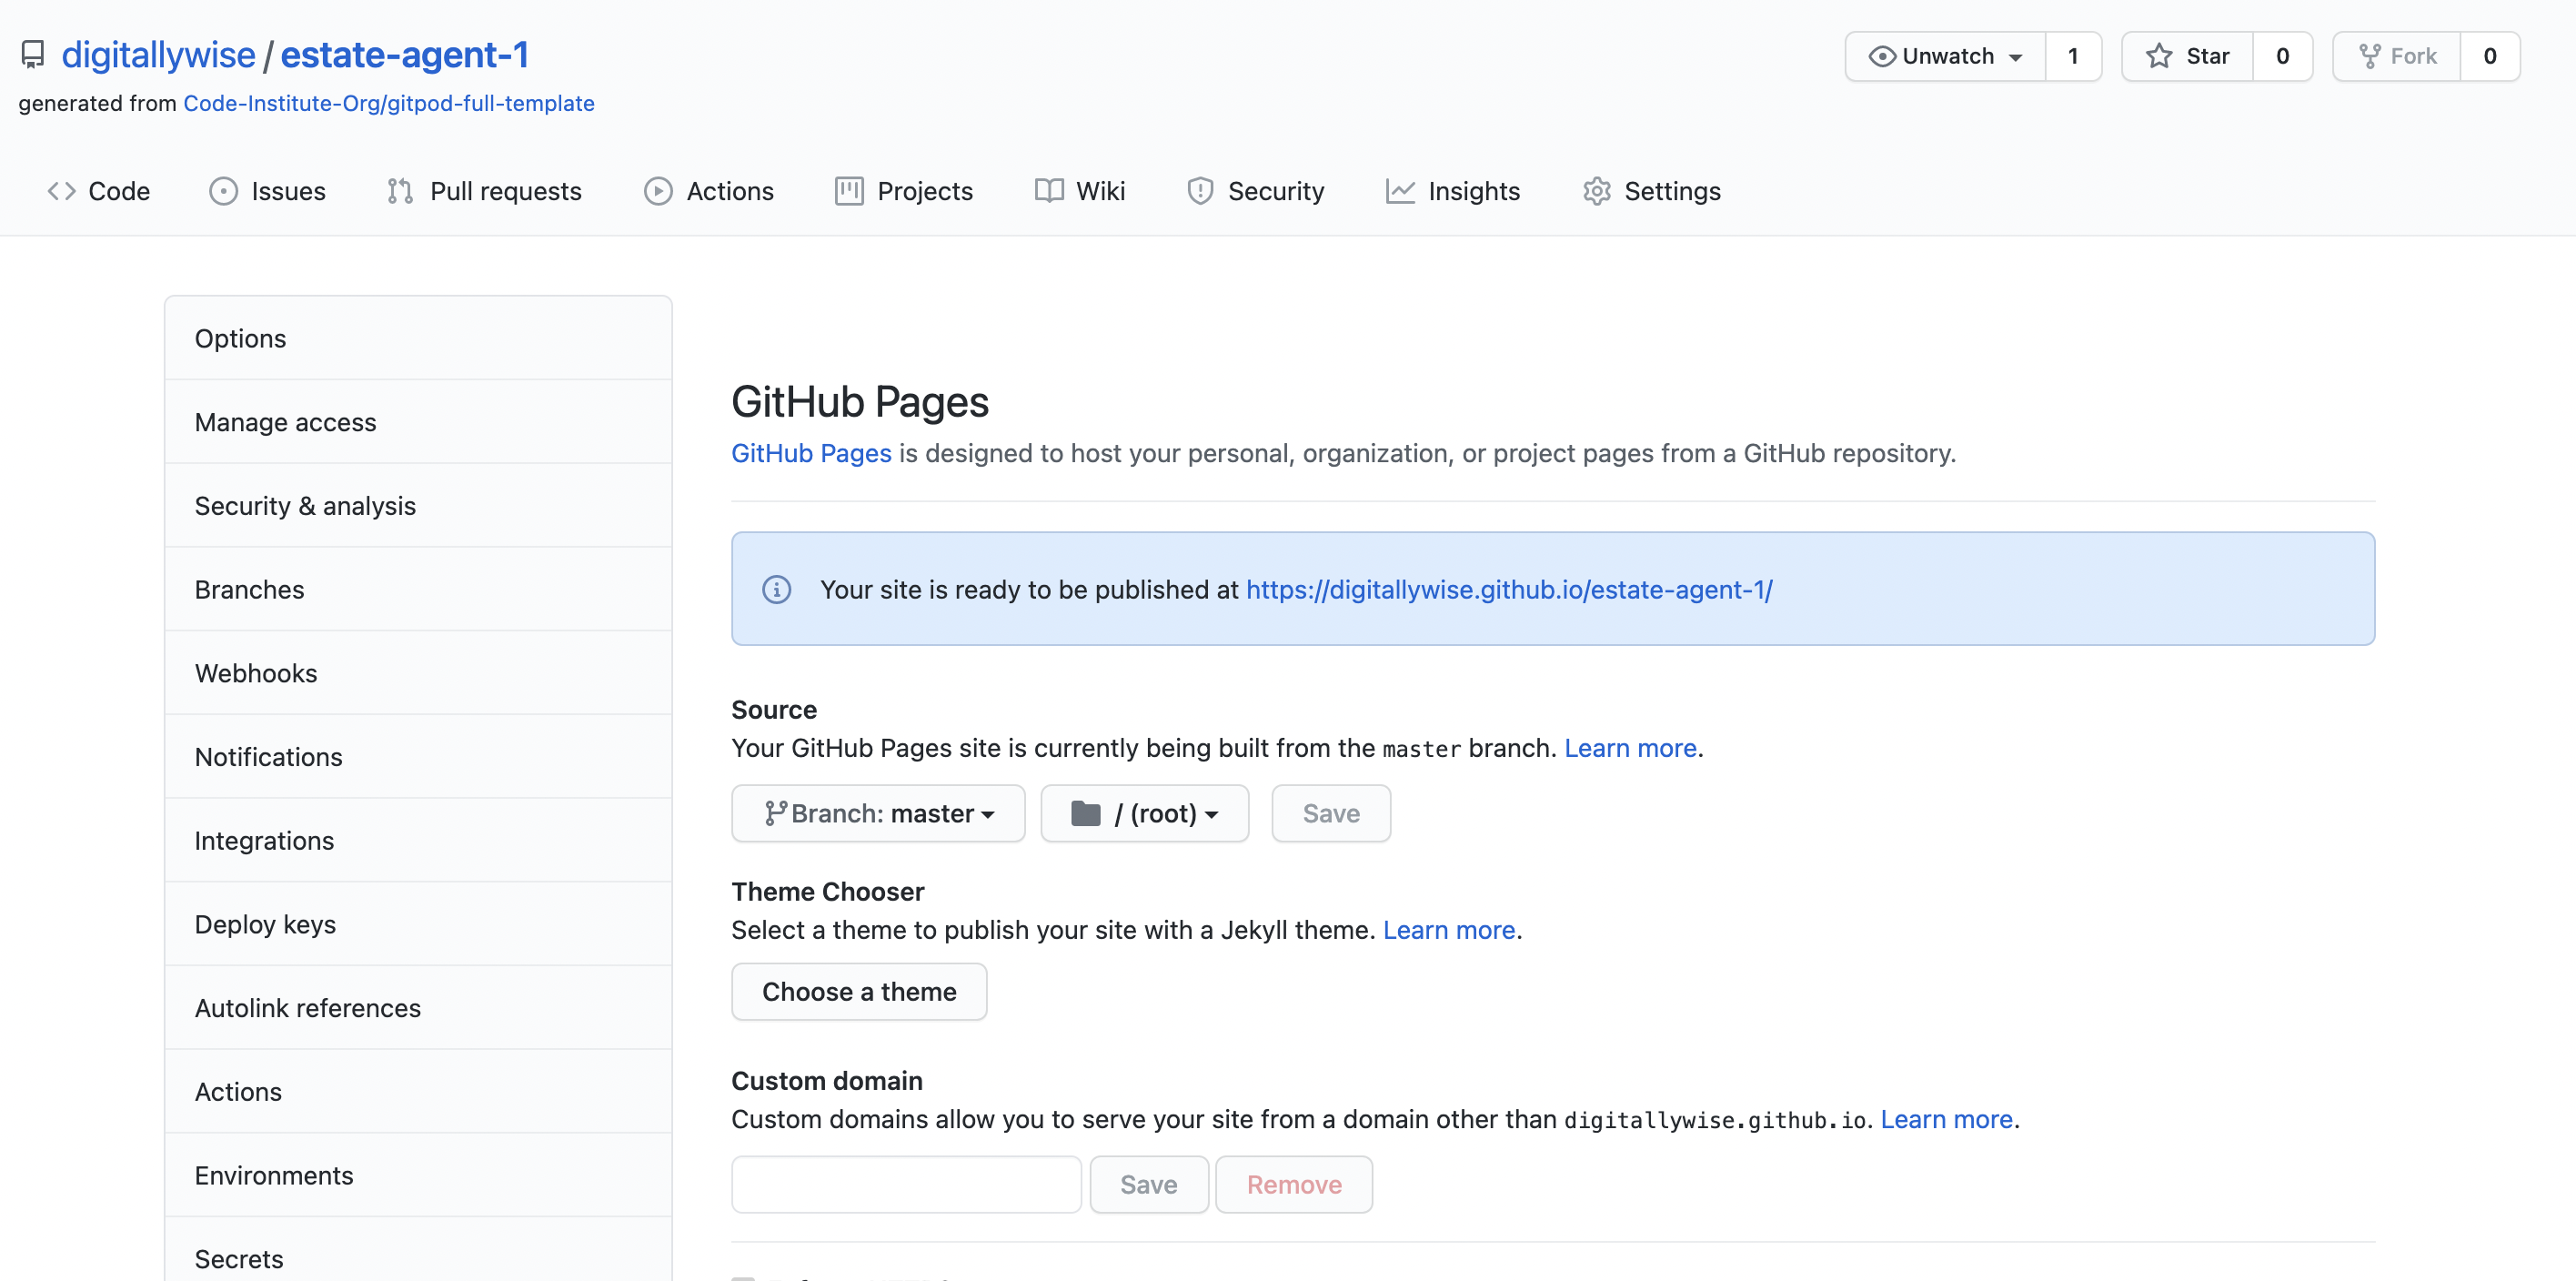 digitallywise / estate-agent-1
generated from Code-Institute-Org/gitpod-full-template
Unwatch 1
Star 0
Fork 0
Code
Issues
Pull requests
Actions
Projects
Wiki
Security
Insights
Settings
Options
Manage access
Security & analysis
Branches
Webhooks
Notifications
Integrations
Deploy keys
Autolink references
Actions
Environments
Secrets
GitHub Pages
GitHub Pages is designed to host your personal, organization, or project pages from a GitHub repository.
Your site is ready to be published at https://digitallywise.github.io/estate-agent-1/
Source
Your GitHub Pages site is currently being built from the master branch. Learn more.
Branch: master
/ (root)
Save
Theme Chooser
Select a theme to publish your site with a Jekyll theme. Learn more.
Choose a theme
Custom domain
Custom domains allow you to serve your site from a domain other than digitallywise.github.io. Learn more.
Save
Remove